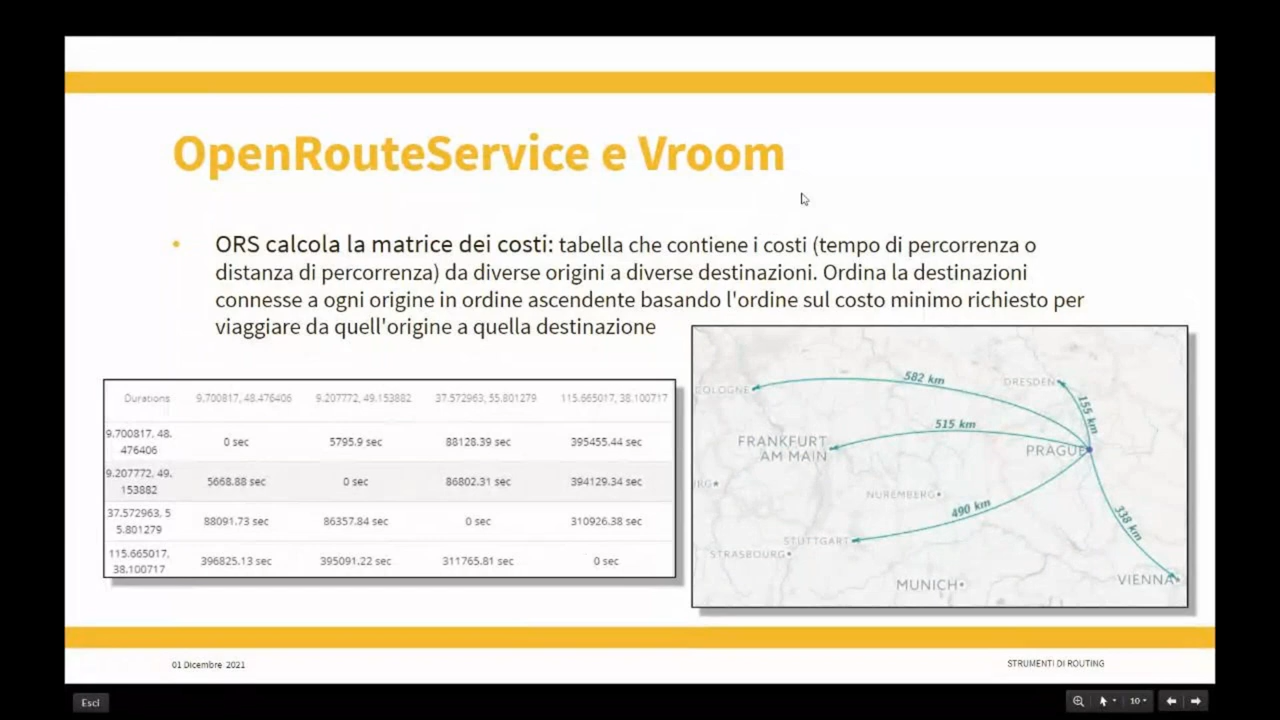 OpenRouteService e Vroom
• ORS calcola la matrice dei costi: tabella che contiene i costi (tempo di percorrenza o
distanza di percorrenza) da diverse origini a diverse destinazioni. Ordina la destinazioni
connesse a ogni origine in ordine ascendente basando l'ordine sul costo minimo richiesto per
viaggiare da quell'origine a quella destinazione
Durations 9.700817, 48.476406 9.207772, 49.153882 37.572963, 55.801279 115.665017, 38.100717
9.700817, 48.
476406 0 sec 5795.9 sec 88128.39 sec 395455.44 sec
9.207772, 49.
153882 5668.88 sec 0 sec 86802.31 sec 394129.34 sec
37.572963, 5
5.801279 88091.73 sec 86357.84 sec 0 sec 310926.38 sec
115.665017,
38.100717 396825.13 sec 395091.22 sec 311765.81 sec 0 sec
582 km
DRESDEN
COLOGNE
155 km
515 km
FRANKFURT
AM MAIN
PRAGUE
NUREMBERG
490 km
338 km
STUTTGART
STRASBOURG
MUNICH
VIENNA
01 Dicembre 2021
STRUMENTI DI ROUTING
Esci
10